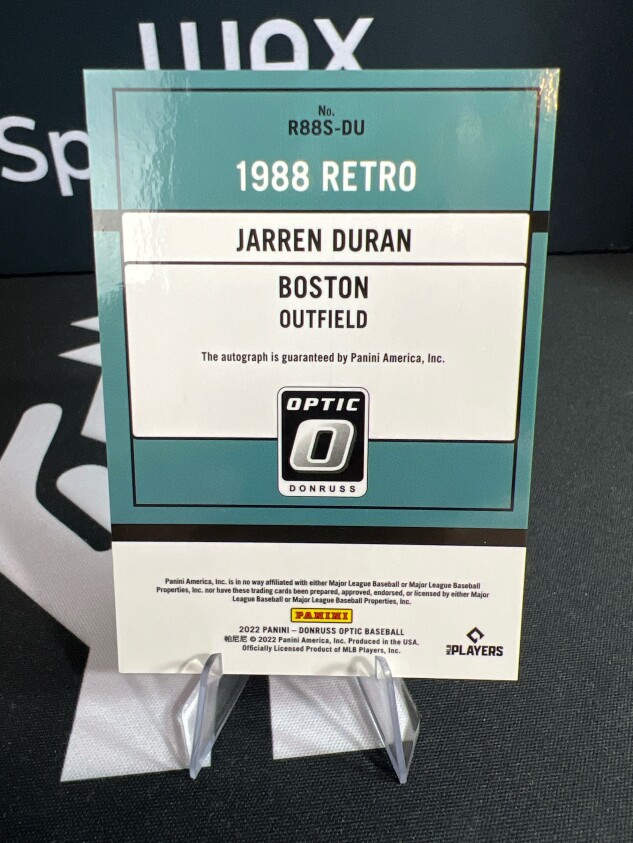 wax
Sp
No.
R88S-DU
1988 RETRO
JARREN DURAN
BOSTON
OUTFIELD
The autograph is guaranteed by Panini America, Inc.
OPTIC
O
DONRUSS
Panini America, Inc. is in no way affiliated with either Major League Baseball or Major League Baseball
Properties, Inc. nor have these trading cards been prepared, approved, endorsed, or licensed by either Major
League Baseball or Major League Baseball Properties, Inc.
PANINI
2022 PANINI – DONRUSS OPTIC BASEBALL
帕尼尼 © 2022 Panini America, Inc. Produced in the USA.
Officially Licensed Product of MLB Players, Inc.
MLB PLAYERS